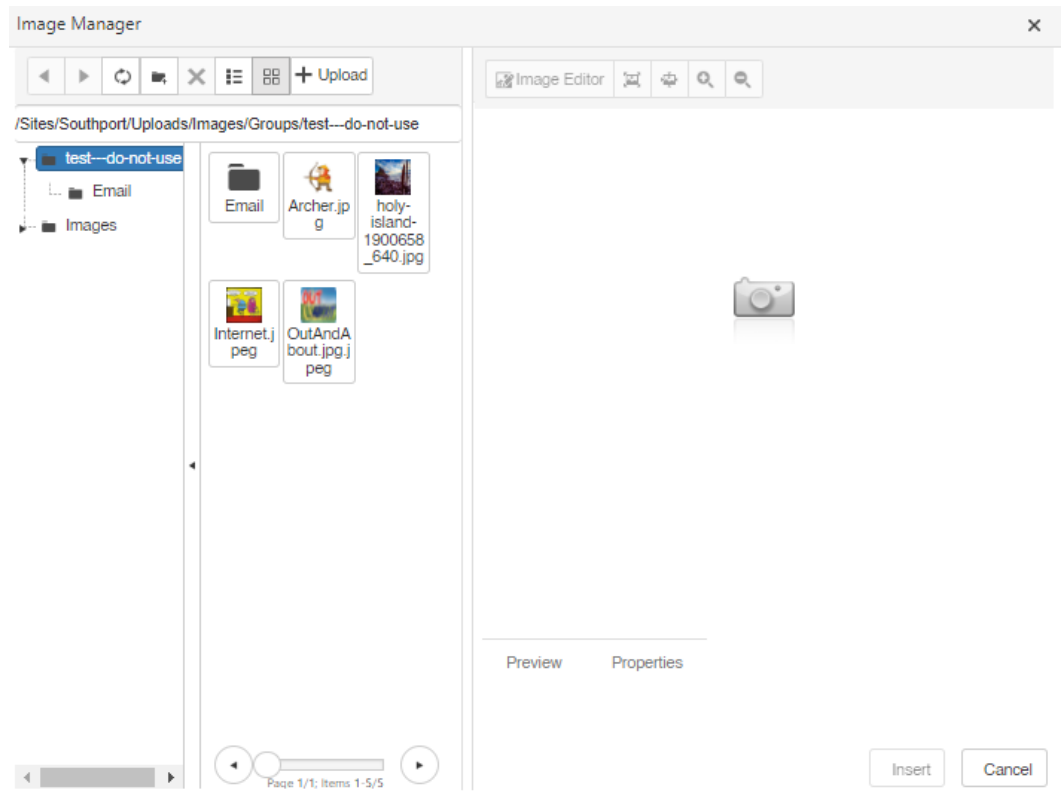 Image Manager
Upload
Image Editor
/Sites/Southport/Uploads/Images/Groups/test---do-not-use
test---do-not-use
Email
Images
Email
Archer.jp
g
holy-
island-
1900658
_640.jpg
Internet.j
peg
OUT
OutAndA
bout.jpg.j
peg
Preview
Properties
Page 1/1; Items 1-5/5
Insert
Cancel